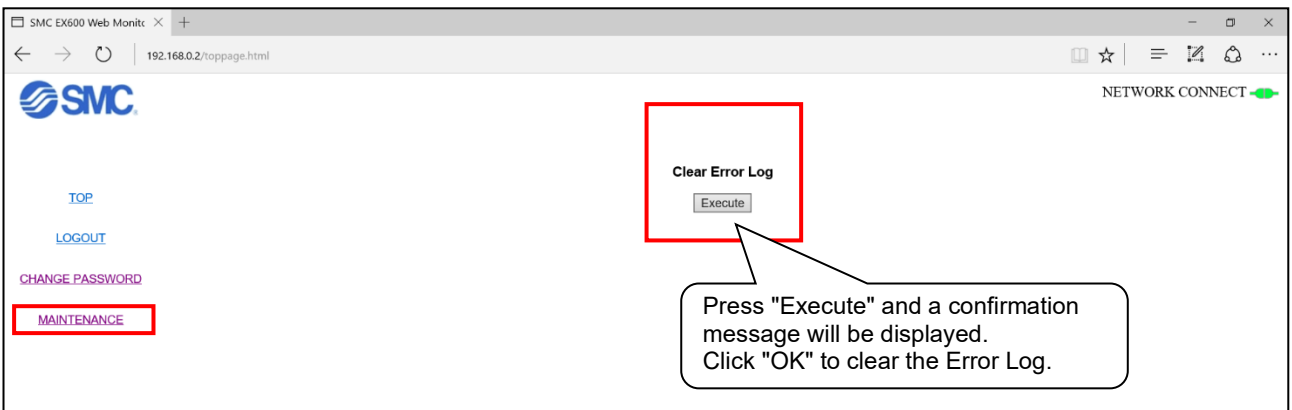 SMC EX600 Web Monitc
192.168.0.2/toppage.html
SMC
NETWORK CONNECT
Clear Error Log
Execute
TOP
LOGOUT
CHANGE PASSWORD
MAINTENANCE
Press "Execute" and a confirmation
message will be displayed.
Click "OK" to clear the Error Log.